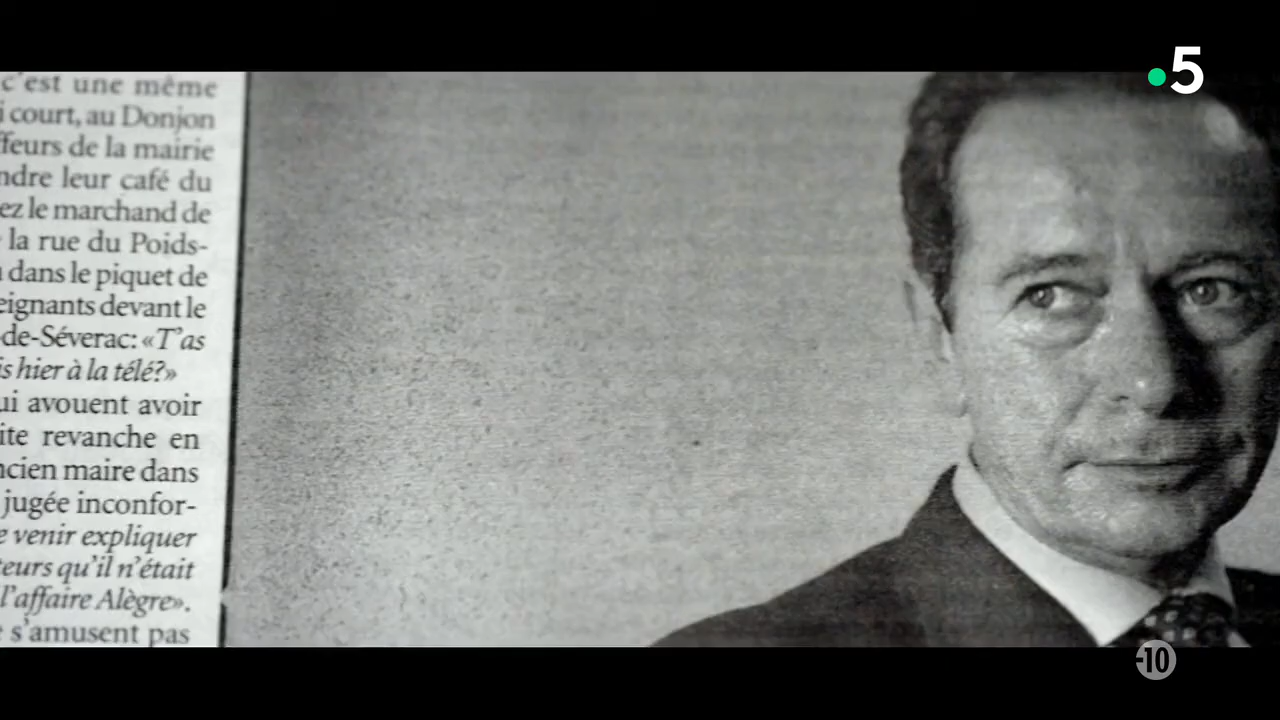 c'est une même
i court, au Donjon
ffeurs de la mairie
ndre leur café du
ez le marchand de
la rue du Poids-
dans le piquet de
eignants devant le
-de-Séverac: «T'as
is hier à la télé?»
ui avouent avoir
ite revanche en
ncien maire dans
jugée inconfor-
e venir expliquer
teurs qu'il n'était
l'affaire Alègre».
s'amusent pas
5
-10